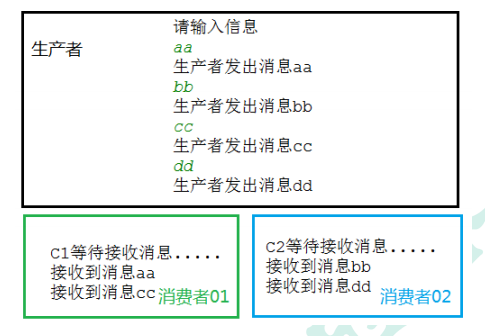 生产者
请输入信息
aa
生产者发出消息aa
bb
生产者发出消息bb
cc
生产者发出消息cc
dd
生产者发出消息dd
C1等待接收消息.....
接收到消息aa
接收到消息cc
消费者01
C2等待接收消息.....
接收到消息bb
接收到消息dd
消费者02